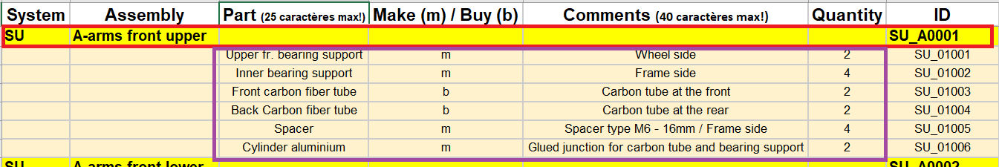 System Assembly Part (25 caractères max!) Make (m) / Buy (b) Comments (40 caractères max!) Quantity ID
SU A-arms front upper SU_A0001
Upper fr. bearing support m Wheel side 2 SU_01001
Inner bearing support m Frame side 4 SU_01002
Front carbon fiber tube b Carbon tube at the front 2 SU_01003
Back Carbon fiber tube b Carbon tube at the rear 2 SU_01004
Spacer m Spacer type M6 - 16mm / Frame side 4 SU_01005
Cylinder aluminium m Glued junction for carbon tube and bearing support 2 SU_01006
SU A-arms front lower SU_A0002